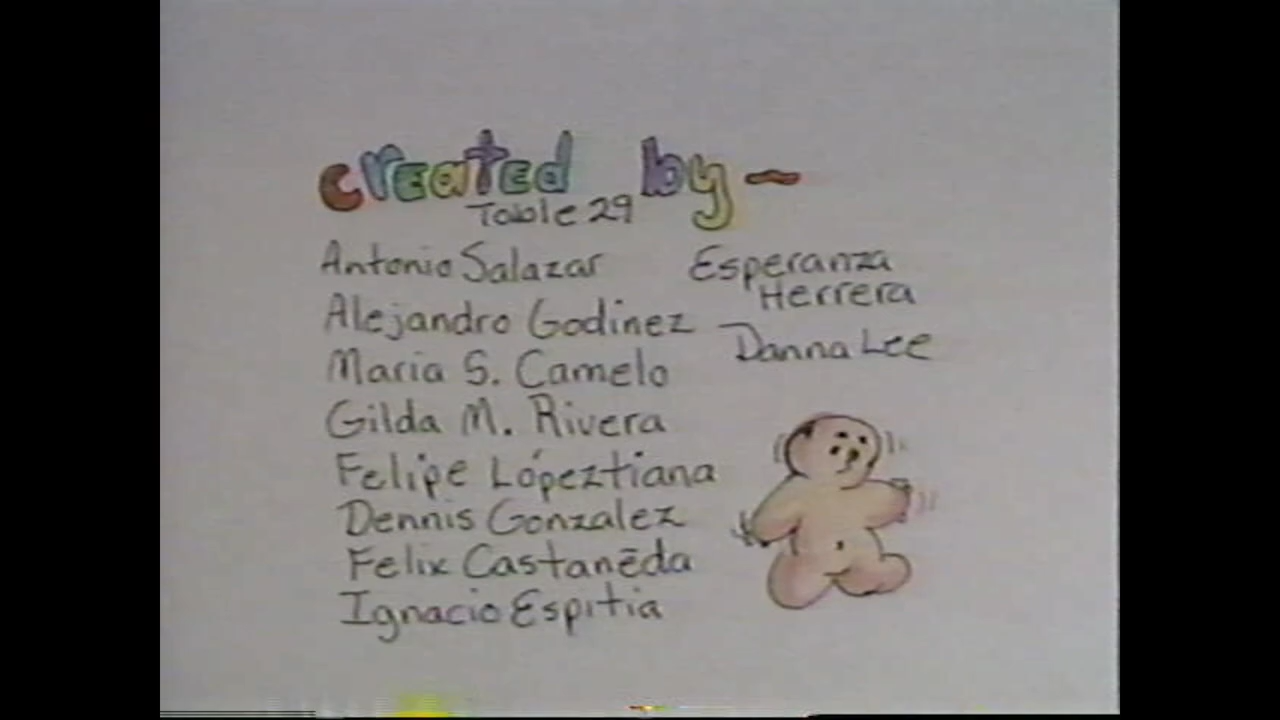 created by~
Table 29
Antonio Salazar
Alejandro Godinez
Maria S. Camelo
Gilda M. Rivera
Felipe Lópeztiana
Dennis Gonzalez
Felix Castanēda
Ignacio Espitia
Esperanza
Herrera
Danna Lee